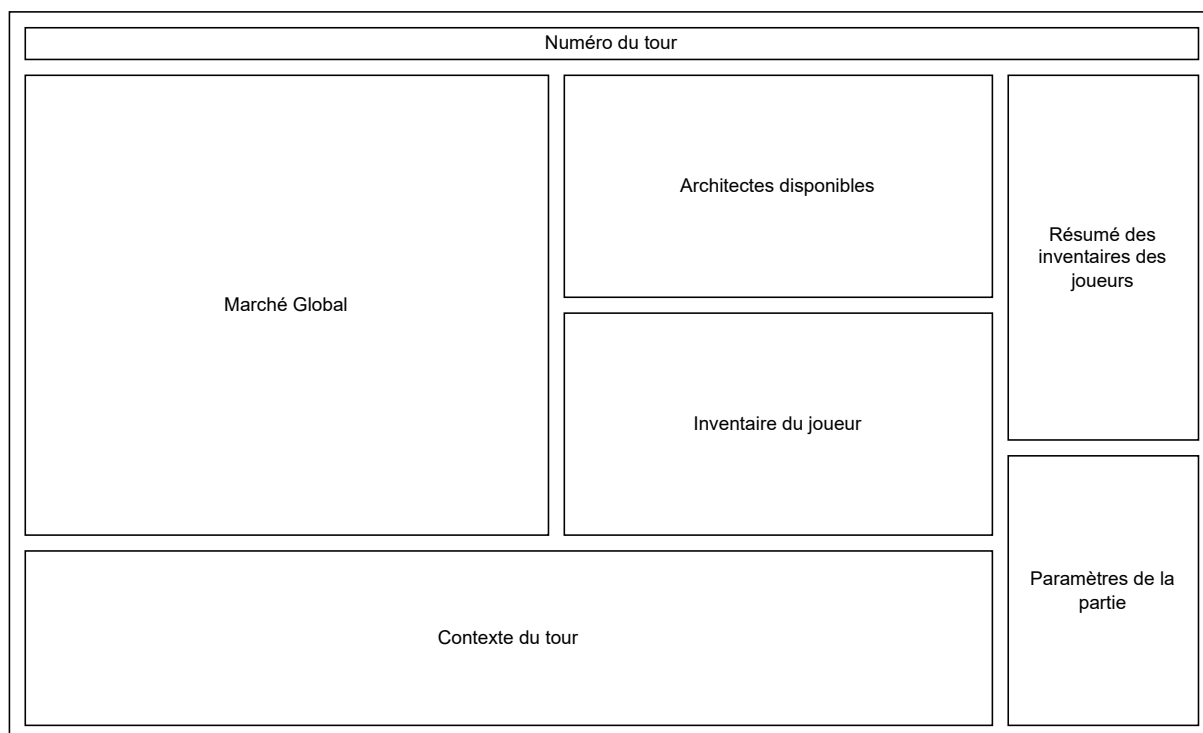 Numéro du tour
Marché Global
Architectes disponibles
Inventaire du joueur
Résumé des
inventaires des
joueurs
Paramètres de la
partie
Contexte du tour